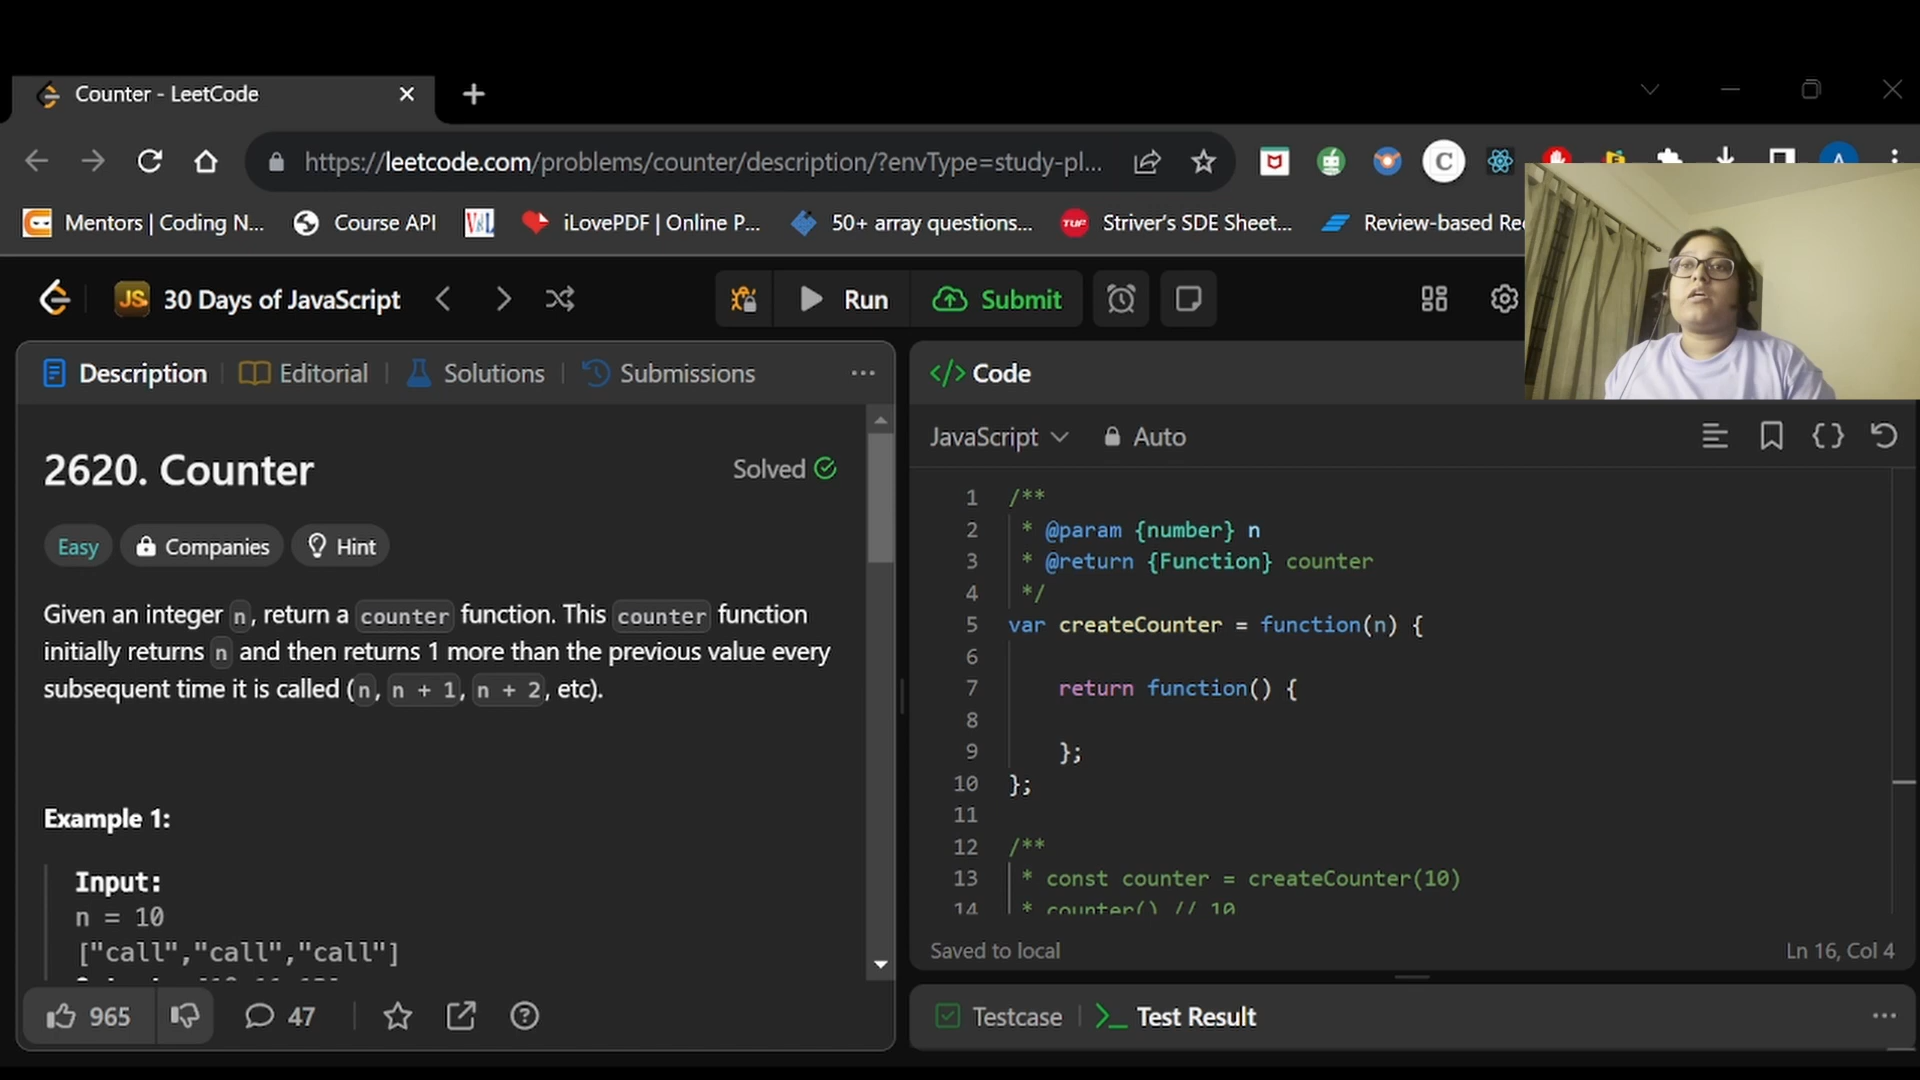 Counter - LeetCode
https://leetcode.com/problems/counter/description/?envType=study-pl...
C
A
Mentors | Coding N...
Course API
iLovePDF | Online P...
50+ array questions...
TUF
Striver's SDE Sheet...
Review-based Re
JS
30 Days of JavaScript
Run
Submit
Description
Editorial
Solutions
Submissions
</> Code
2620. Counter
Solved
Easy
Companies
Hint
Given an integer n, return a counter function. This counter function
initially returns n and then returns 1 more than the previous value every
subsequent time it is called (n, n + 1, n + 2, etc).
Example 1:
Input:
n = 10
["call","call","call"]
965
47
JavaScript
Auto
1 /**
2 * @param {number} n
3 * @return {Function} counter
4 */
5 var createCounter = function(n) {
6
7 return function() {
8
9 };
10 };
11
12 /**
13 * const counter = createCounter(10)
14 * counter() // 10
Saved to local
Ln 16, Col 4
Testcase
Test Result